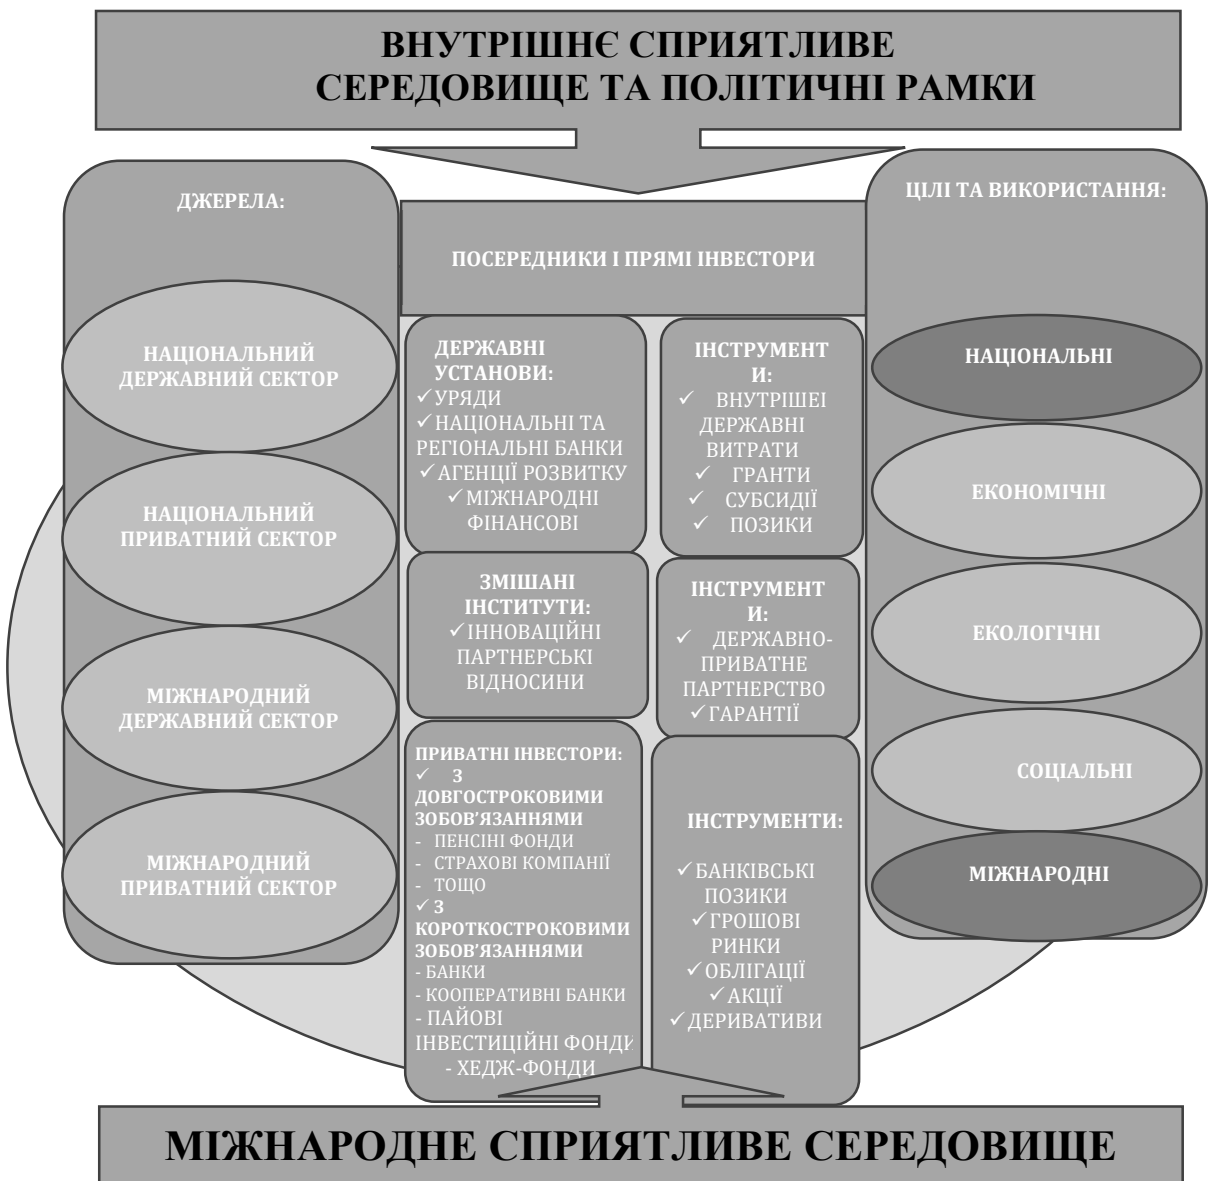 ВНУТРІШНЄ СПРИЯТЛИВЕ
СЕРЕДОВИЩЕ ТА ПОЛІТИЧНІ РАМКИ
ДЖЕРЕЛА:
НАЦІОНАЛЬНИЙ
ДЕРЖАВНИЙ СЕКТОР
НАЦІОНАЛЬНИЙ
ПРИВАТНИЙ СЕКТОР
МІЖНАРОДНИЙ
ДЕРЖАВНИЙ СЕКТОР
МІЖНАРОДНИЙ
ПРИВАТНИЙ СЕКТОР
ПОСЕРЕДНИКИ І ПРЯМІ ІНВЕСТОРИ
ДЕРЖАВНІ
УСТАНОВИ:
✓УРЯДИ
✓НАЦІОНАЛЬНІ ТА
РЕГІОНАЛЬНІ БАНКИ
✓АГЕНЦІЇ РОЗВИТКУ
✓МІЖНАРОДНІ
ФІНАНСОВІ
ІНСТРУМЕНТ
И:
✓ ВНУТРІШЕІ
ДЕРЖАВНІ
ВИТРАТИ
✓ ГРАНТИ
✓ СУБСИДІЇ
✓ ПОЗИКИ
ЗМІШАНІ
ІНСТИТУТИ:
✓ІННОВАЦІЙНІ
ПАРТНЕРСЬКІ
ВІДНОСИНИ
ІНСТРУМЕНТ
И:
✓ ДЕРЖАВНО-
ПРИВАТНЕ
ПАРТНЕРСТВО
✓ГАРАНТІЇ
ПРИВАТНІ ІНВЕСТОРИ:
✓ З
ДОВГОСТРОКОВИМИ
ЗОБОВ'ЯЗАННЯМИ
- ПЕНСІНІ ФОНДИ
- СТРАХОВІ КОМПАНІЇ
- ТОЩО
✓З
КОРОТКОСТРОКОВИМИ
ЗОБОВ'ЯЗАННЯМИ
- БАНКИ
- КООПЕРАТИВНІ БАНКИ
- ПАЙОВІ
ІНВЕСТИЦІЙНІ ФОНДИ
- ХЕДЖ-ФОНДИ
ІНСТРУМЕНТИ:
✓БАНКІВСЬКІ
ПОЗИКИ
✓ГРОШОВІ
РИНКИ
✓ОБЛІГАЦІЇ
✓АКЦІЇ
✓ДЕРИВАТИВИ
ЦІЛІ ТА ВИКОРИСТАННЯ:
НАЦІОНАЛЬНІ
ЕКОНОМІЧНІ
ЕКОЛОГІЧНІ
СОЦІАЛЬНІ
МІЖНАРОДНІ
МІЖНАРОДНЕ СПРИЯТЛИВЕ СЕРЕДОВИЩЕ